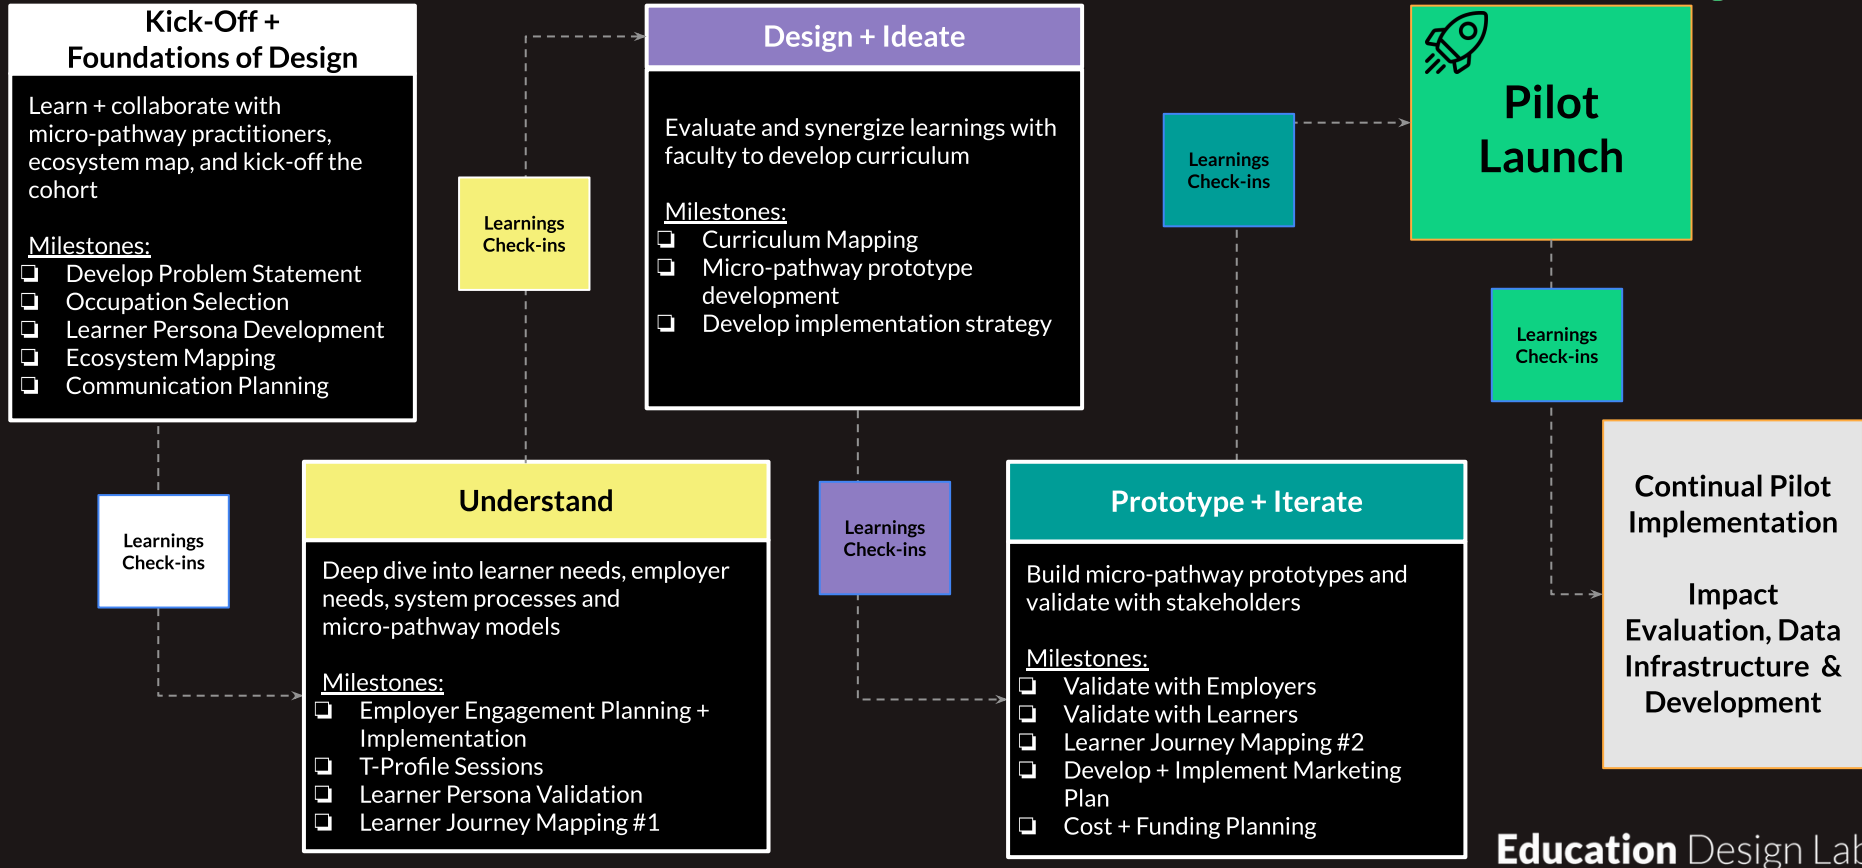 Kick-Off +
Foundations of Design
Learn + collaborate with
micro-pathway practitioners,
ecosystem map, and kick-off the
cohort
Milestones:
❏ Develop Problem Statement
❏ Occupation Selection
❏ Learner Persona Development
❏ Ecosystem Mapping
❏ Communication Planning
Learnings
Check-ins
Understand
Deep dive into learner needs, employer
needs, system processes and
micro-pathway models
Milestones:
❏ Employer Engagement Planning +
Implementation
❏ T-Profile Sessions
❏ Learner Persona Validation
❏ Learner Journey Mapping #1
Learnings
Check-ins
Design + Ideate
Evaluate and synergize learnings with
faculty to develop curriculum
Milestones:
❏ Curriculum Mapping
❏ Micro-pathway prototype
development
❏ Develop implementation strategy
Learnings
Check-ins
Prototype + Iterate
Build micro-pathway prototypes and
validate with stakeholders
Milestones:
❏ Validate with Employers
❏ Validate with Learners
❏ Learner Journey Mapping #2
❏ Develop + Implement Marketing
Plan
❏ Cost + Funding Planning
Learnings
Check-ins
Pilot
Launch
Learnings
Check-ins
Continual Pilot
Implementation
Impact
Evaluation, Data
Infrastructure &
Development
Education Design Lab